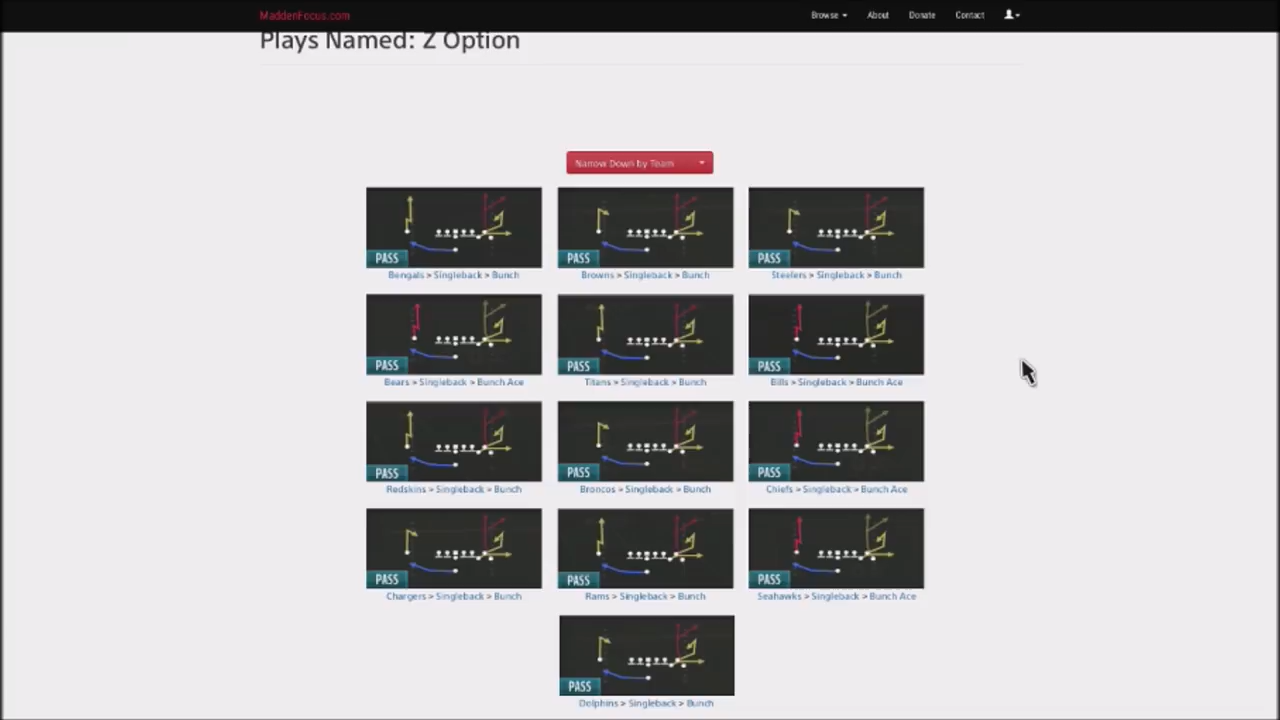 MaddenFocus.com Browse About Donate Contact
Plays Named: Z Option
Narrow Down by Team
PASS PASS PASS
Bengals > Singleback > Bunch Browns > Singleback > Bunch Steelers > Singleback > Bunch
PASS PASS PASS
Bears > Singleback > Bunch Ace Titans > Singleback > Bunch Bills > Singleback > Bunch Ace
PASS PASS PASS
Redskins > Singleback > Bunch Broncos > Singleback > Bunch Chiefs > Singleback > Bunch Ace
PASS PASS PASS
Chargers > Singleback > Bunch Rams > Singleback > Bunch Seahawks > Singleback > Bunch Ace
PASS
Dolphins > Singleback > Bunch